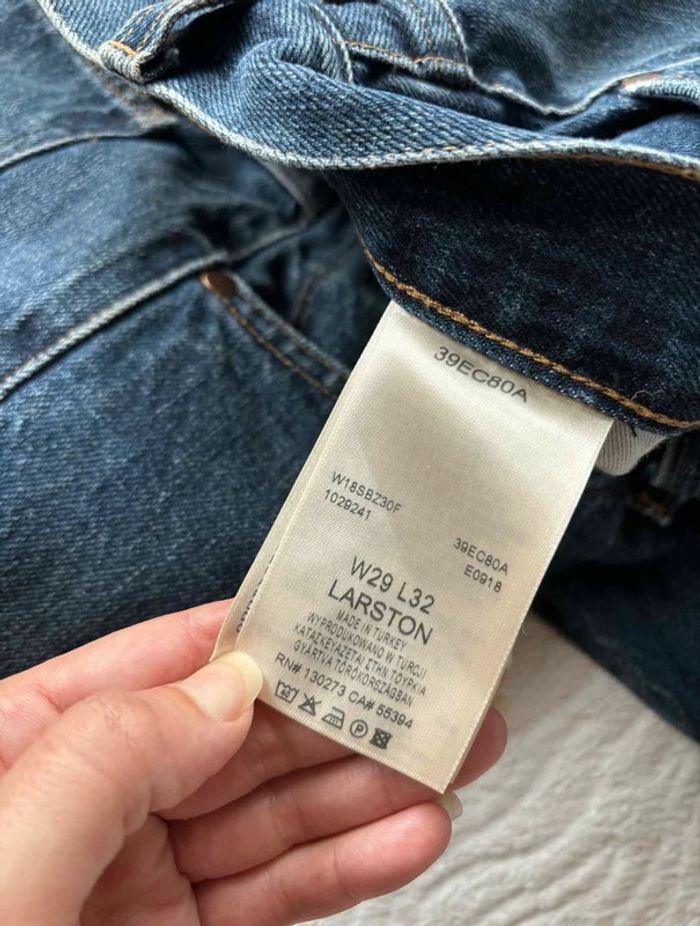 39EC80A
W18SBZ30F
1029241
39EC80A
E0918
W29 L32
LARSTON
MADE IN TURKEY
WYPRODUKOWANO W TURCJI
ΚΑΤΑΣΚΕΥΑΖΕΤΑΙ ΣΤΗΝ ΤΟΥΡΚΙΑ
GYÁRTVA TÖRÖKORSZÁGBAN
RN# 130273 CA# 55394
40
P